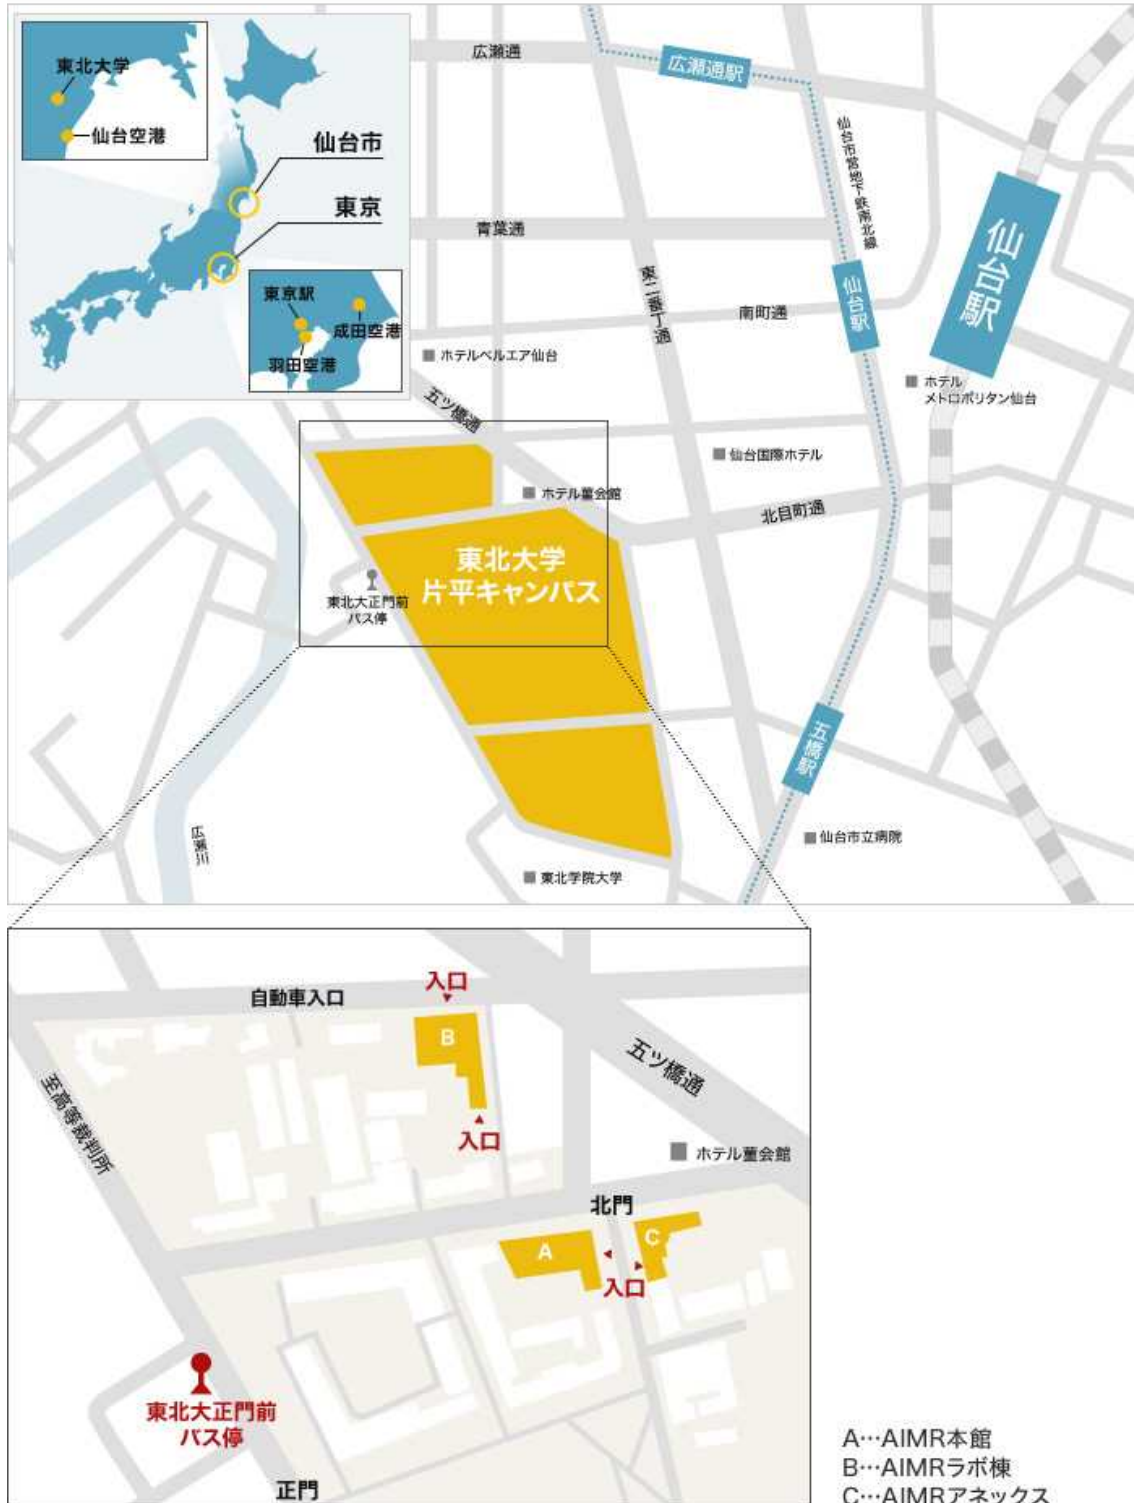 東北大学
仙台空港
仙台市
東京
東京駅
成田空港
羽田空港
広瀬通
広瀬通駅
仙台市営地下鉄南北線
仙台駅
青葉通
東二番丁通
南町通
仙台駅
ホテルベルエア仙台
ホテル
メトロポリタン仙台
五ツ橋通
仙台国際ホテル
ホテル菫会館
北目町通
東北大学
片平キャンパス
東北大正門前
バス停
五橋駅
広瀬川
仙台市立病院
東北学院大学
自動車入口
入口
B
五ツ橋通
至高等裁判所
入口
ホテル菫会館
北門
A
C
入口
東北大正門前
バス停
正門
A…AIMR本館
B…AIMRラボ棟
C…AIMRアネックス